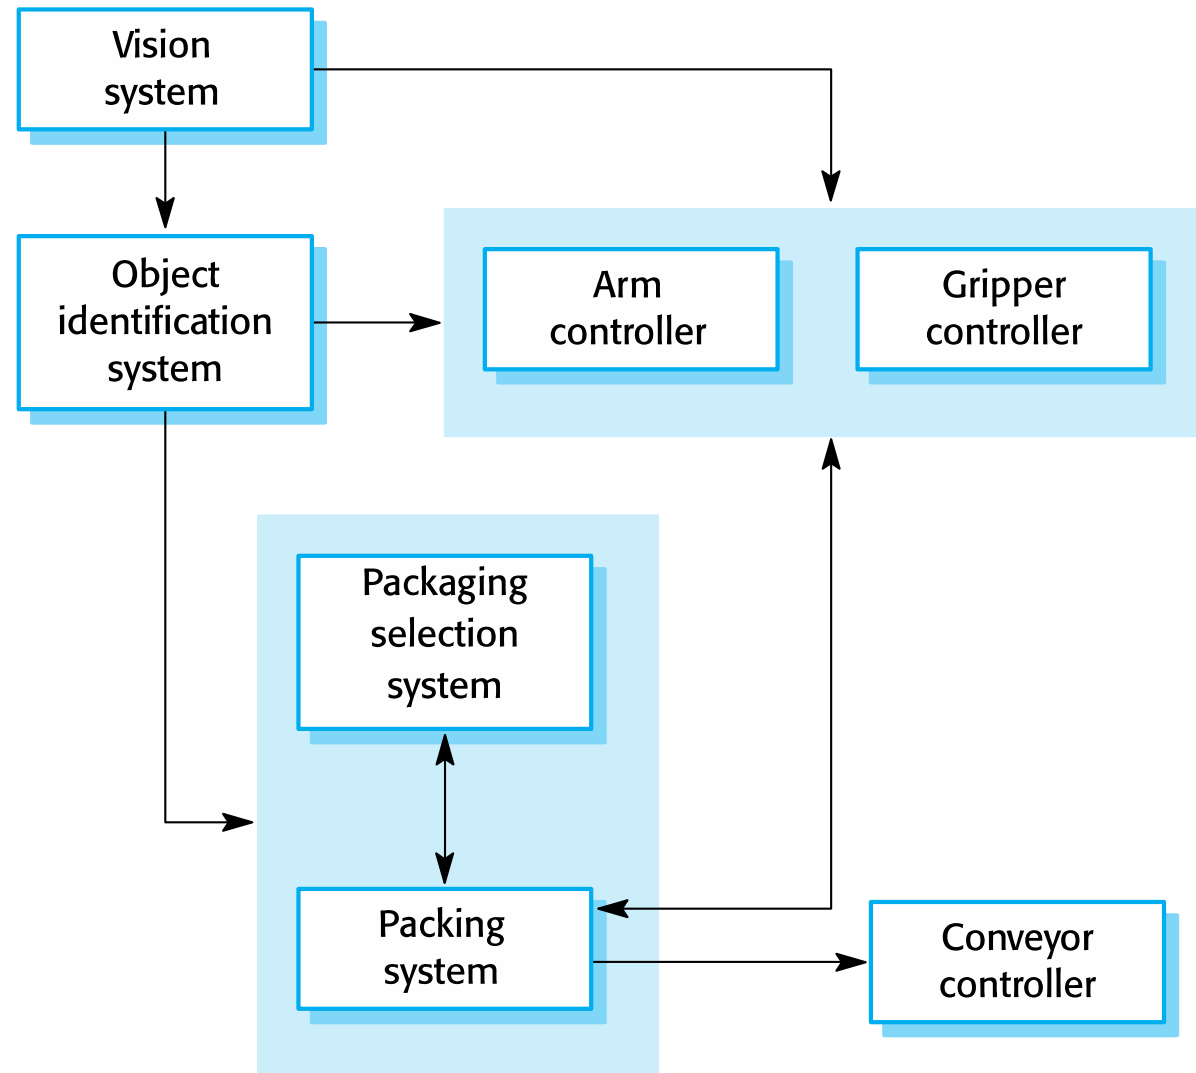 Vision
system
Object
identification
system
Arm
controller
Gripper
controller
Packaging
selection
system
Packing
system
Conveyor
controller